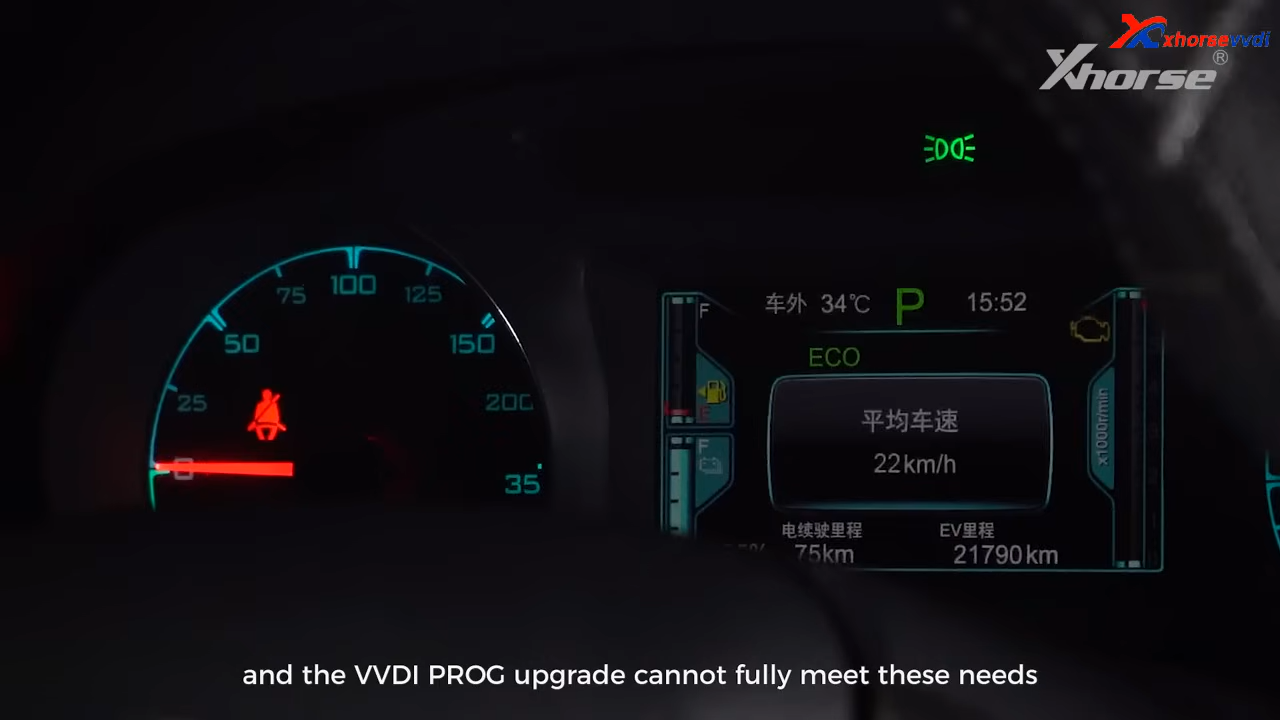 xhorsevvdi
Xhorse®
75
100
125
50
150
25
200
0
35
F
车外 34℃ P 15:52
ECO
E
平均车速
22km/h
F
x1000r/min
电续驶里程
EV里程
75km
21790km
and the VVDI PROG upgrade cannot fully meet these needs